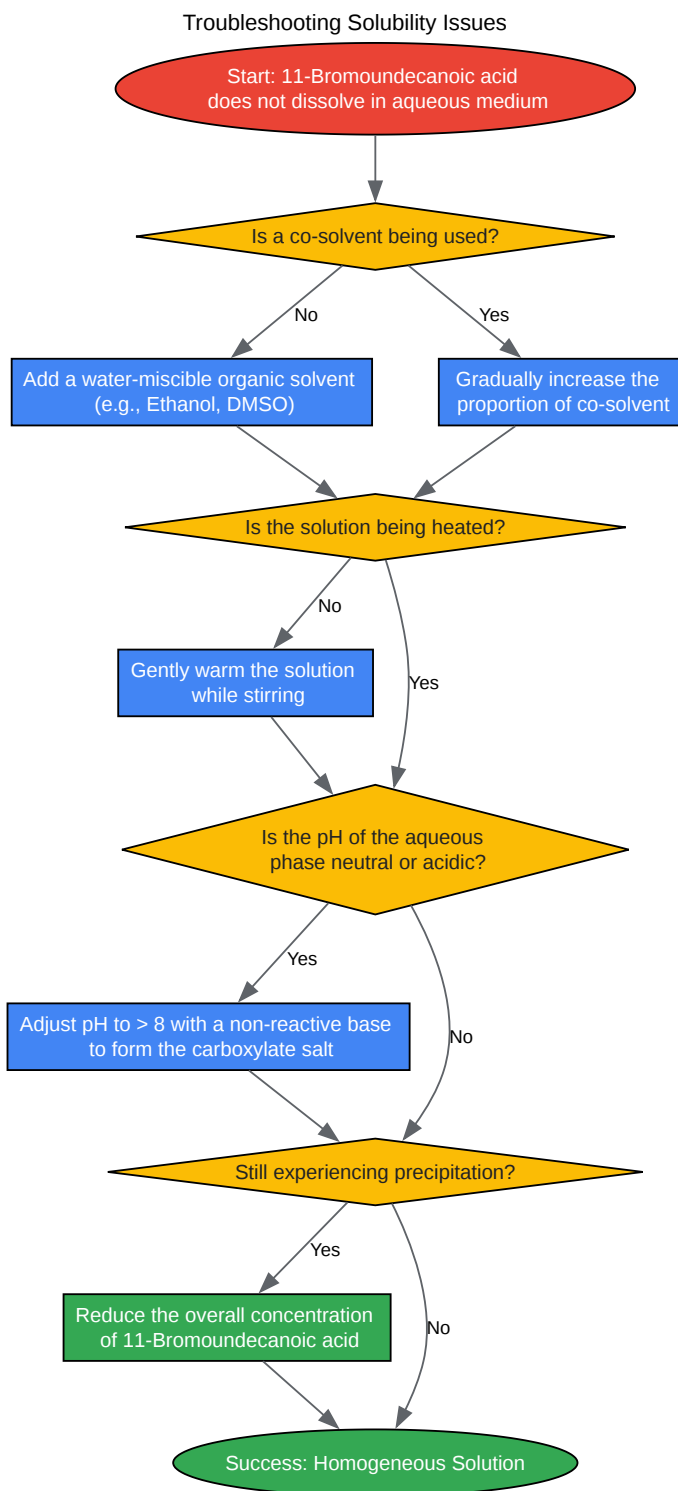 Troubleshooting Solubility Issues
Start: 11-Bromoundecanoic acid
does not dissolve in aqueous medium
Is a co-solvent being used?
No
Yes
Add a water-miscible organic solvent
(e.g., Ethanol, DMSO)
Gradually increase the
proportion of co-solvent
Is the solution being heated?
No
Gently warm the solution
while stirring
Yes
Is the pH of the aqueous
phase neutral or acidic?
Yes
Adjust pH to > 8 with a non-reactive base
to form the carboxylate salt
No
Still experiencing precipitation?
Yes
Reduce the overall concentration
of 11-Bromoundecanoic acid
No
Success: Homogeneous Solution